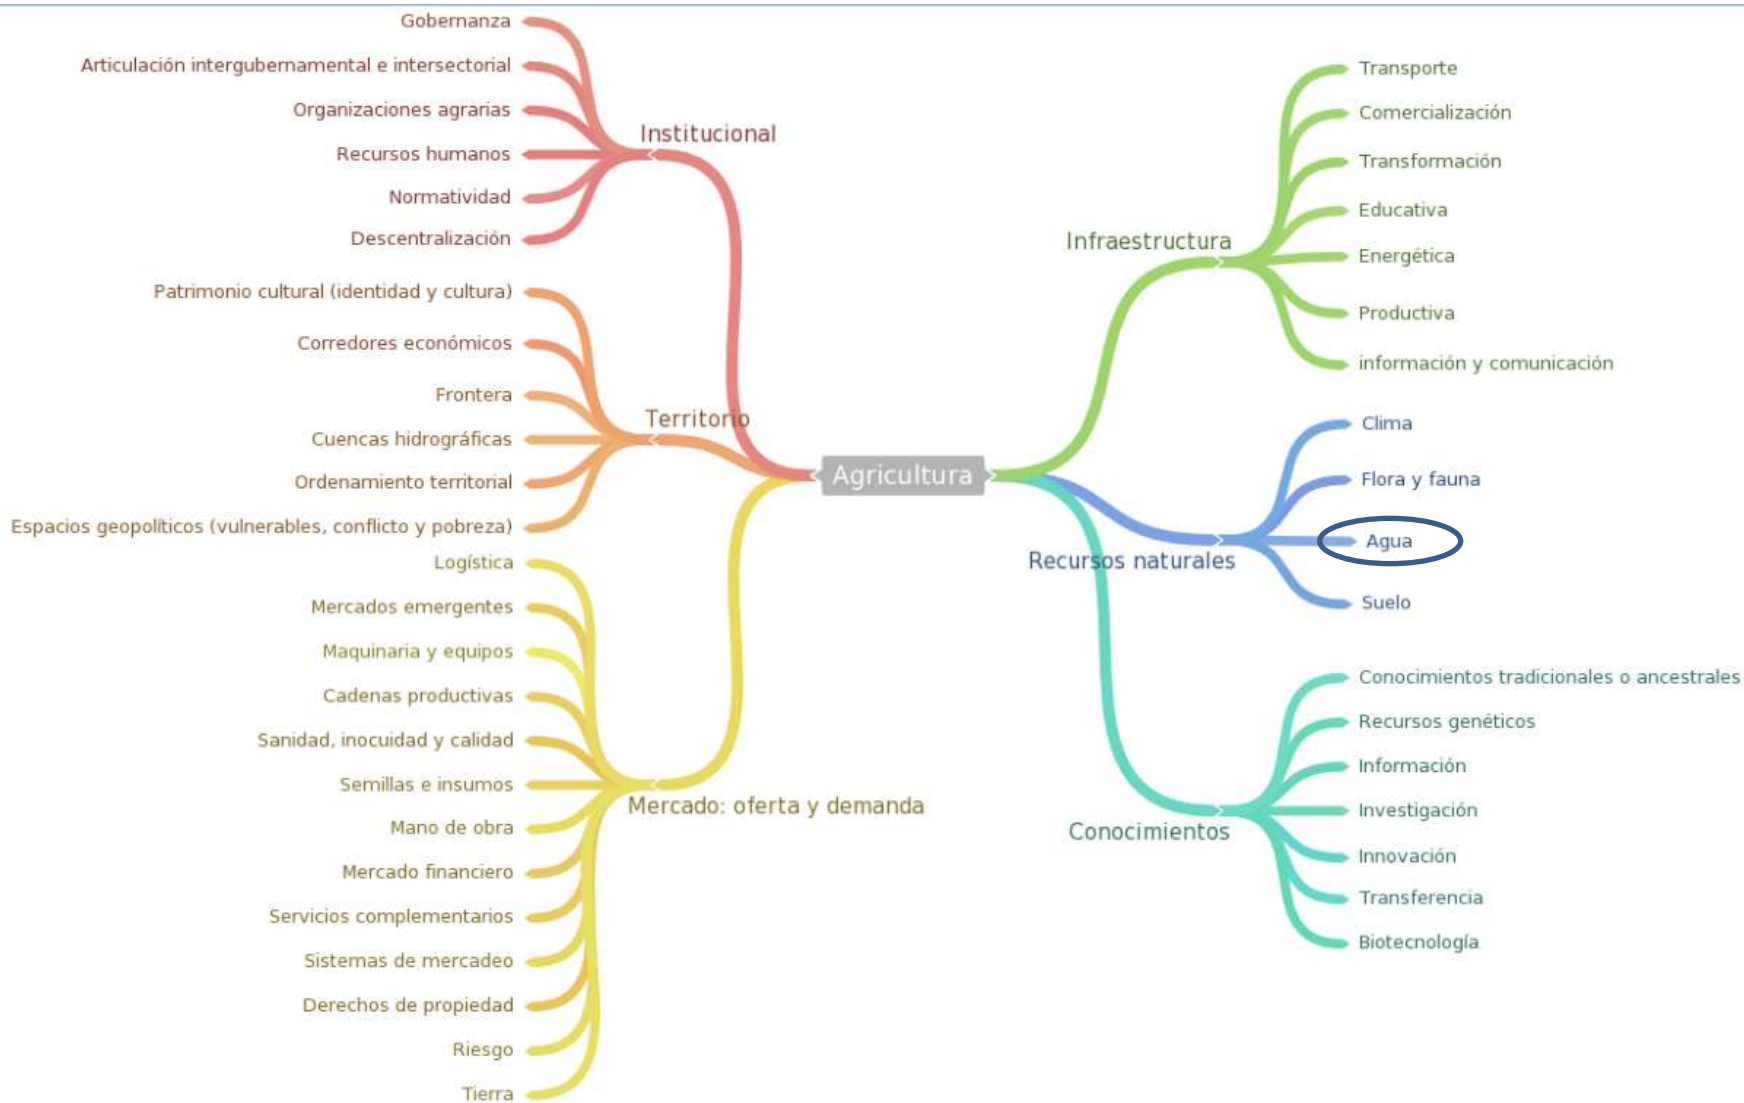 Gobernanza
Articulación intergubernamental e intersectorial
Organizaciones agrarias
Recursos humanos
Normatividad
Descentralización
Institucional
Patrimonio cultural (identidad y cultura)
Corredores económicos
Frontera
Cuencas hidrográficas
Ordenamiento territorial
Espacios geopolíticos (vulnerables, conflicto y pobreza)
Territorio
Logística
Mercados emergentes
Maquinaria y equipos
Cadenas productivas
Sanidad, inocuidad y calidad
Semillas e insumos
Mano de obra
Mercado financiero
Servicios complementarios
Sistemas de mercadeo
Derechos de propiedad
Riesgo
Tierra
Mercado: oferta y demanda
Agricultura
Infraestructura
Transporte
Comercialización
Transformación
Educativa
Energética
Productiva
información y comunicación
Recursos naturales
Clima
Flora y fauna
Agua
Suelo
Conocimientos
Conocimientos tradicionales o ancestrales
Recursos genéticos
Información
Investigación
Innovación
Transferencia
Biotecnología